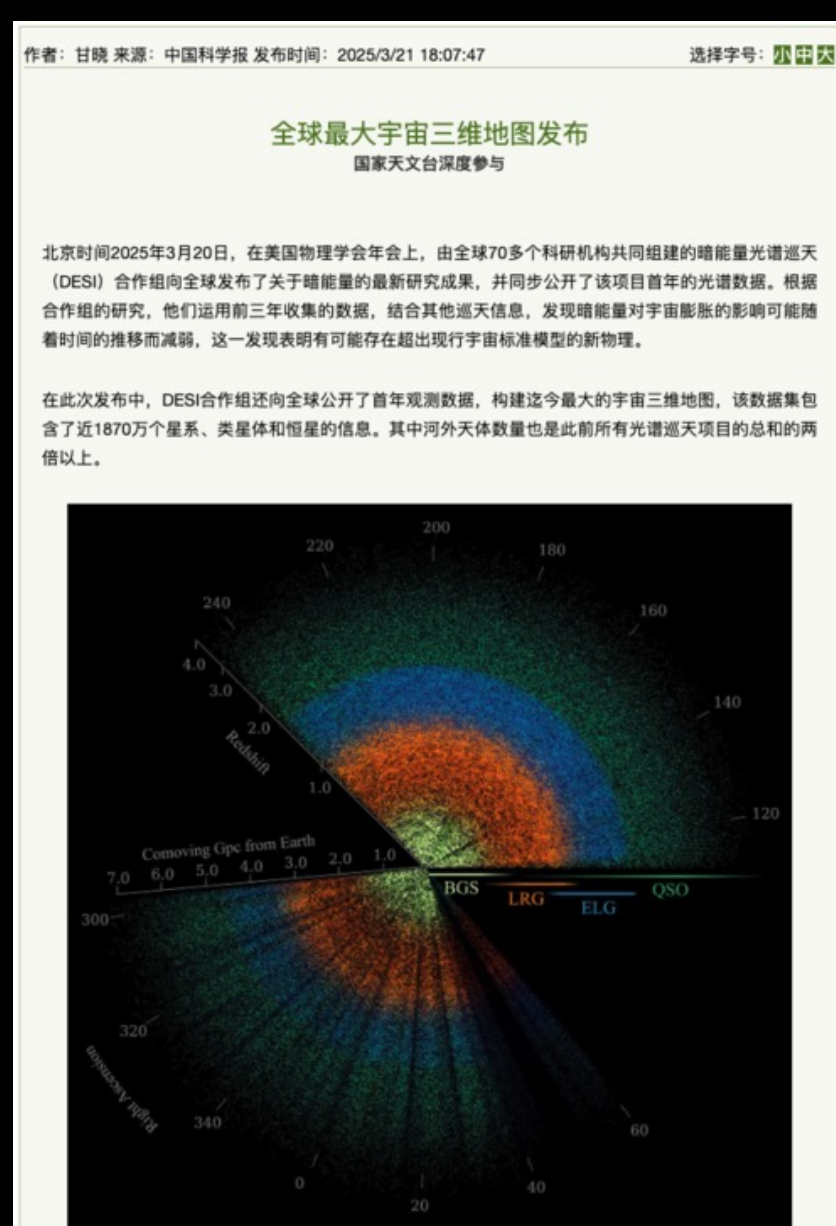 作者：甘晓 来源：中国科学报 发布时间：2025/3/21 18:07:47 选择字号：小 中 大
全球最大宇宙三维地图发布
国家天文台深度参与
北京时间2025年3月20日，在美国物理学会年会上，由全球70多个科研机构共同组建的暗能量光谱巡天
（DESI）合作组向全球发布了关于暗能量的最新研究成果，并同步公开了该项目首年的光谱数据。根据
合作组的研究，他们运用前三年收集的数据，结合其他巡天信息，发现暗能量对宇宙膨胀的影响可能随
着时间的推移而减弱，这一发现表明有可能存在超出现行宇宙标准模型的新物理。
在此次发布中，DESI合作组还向全球公开了首年观测数据，构建迄今最大的宇宙三维地图，该数据集包
含了近1870万个星系、类星体和恒星的信息。其中河外天体数量也是此前所有光谱巡天项目的总和的两
倍以上。
200
220
180
240
160
4.0
3.0
140
2.0
Redshift
1.0
120
Comoving Gpc from Earth
7.0 6.0 5.0 4.0 3.0 2.0 1.0
BGS
LRG
ELG
QSO
300
320
Right Ascension
340
60
0
40
20